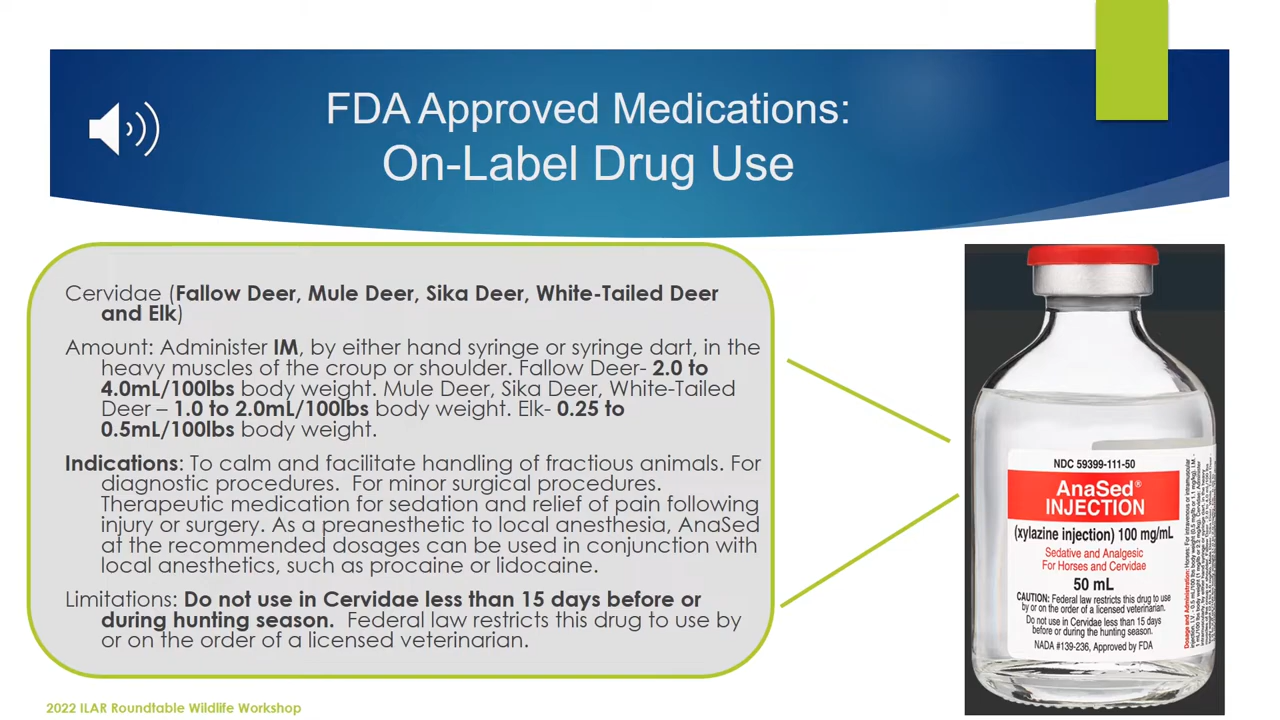 FDA Approved Medications:
On-Label Drug Use
Cervidae (Fallow Deer, Mule Deer, Sika Deer, White-Tailed Deer
and Elk)
Amount: Administer IM, by either hand syringe or syringe dart, in the
heavy muscles of the croup or shoulder. Fallow Deer- 2.0 to
4.0mL/100lbs body weight. Mule Deer, Sika Deer, White-Tailed
Deer – 1.0 to 2.0mL/100lbs body weight. Elk- 0.25 to
0.5mL/100lbs body weight.
Indications: To calm and facilitate handling of fractious animals. For
diagnostic procedures. For minor surgical procedures.
Therapeutic medication for sedation and relief of pain following
injury or surgery. As a preanesthetic to local anesthesia, AnaSed
at the recommended dosages can be used in conjunction with
local anesthetics, such as procaine or lidocaine.
Limitations: Do not use in Cervidae less than 15 days before or
during hunting season. Federal law restricts this drug to use by
or on the order of a licensed veterinarian.
NDC 59399-111-50
AnaSed®
INJECTION
(xylazine injection) 100 mg/mL
Sedative and Analgesic
For Horses and Cervidae
50 mL
CAUTION: Federal law restricts this drug to use
by or on the order of a licensed veterinarian.
Do not use in Cervidae less than 15 days
before or during the hunting season.
NADA #139-236, Approved by FDA
Dosage and Administration: Horses: For intravenous or intramuscular
2022 ILAR Roundtable Wildlife Workshop